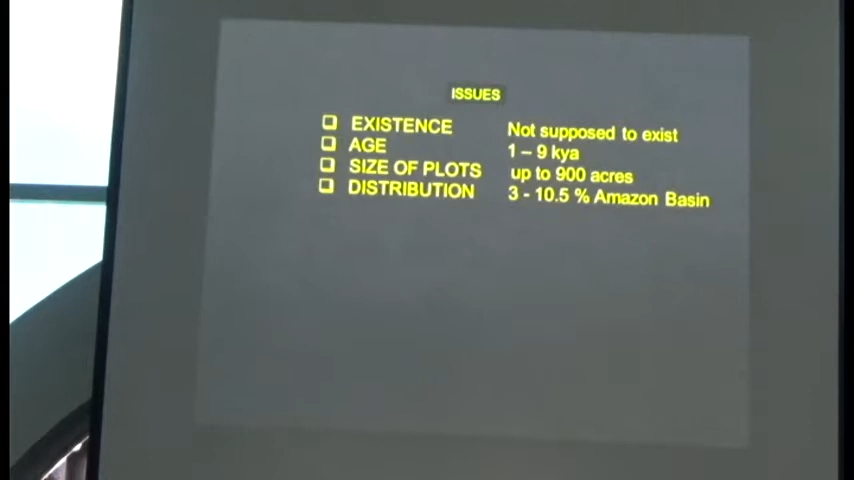 ISSUES
❑ EXISTENCE Not supposed to exist
❑ AGE 1 – 9 kya
❑ SIZE OF PLOTS up to 900 acres
❑ DISTRIBUTION 3 - 10.5 % Amazon Basin